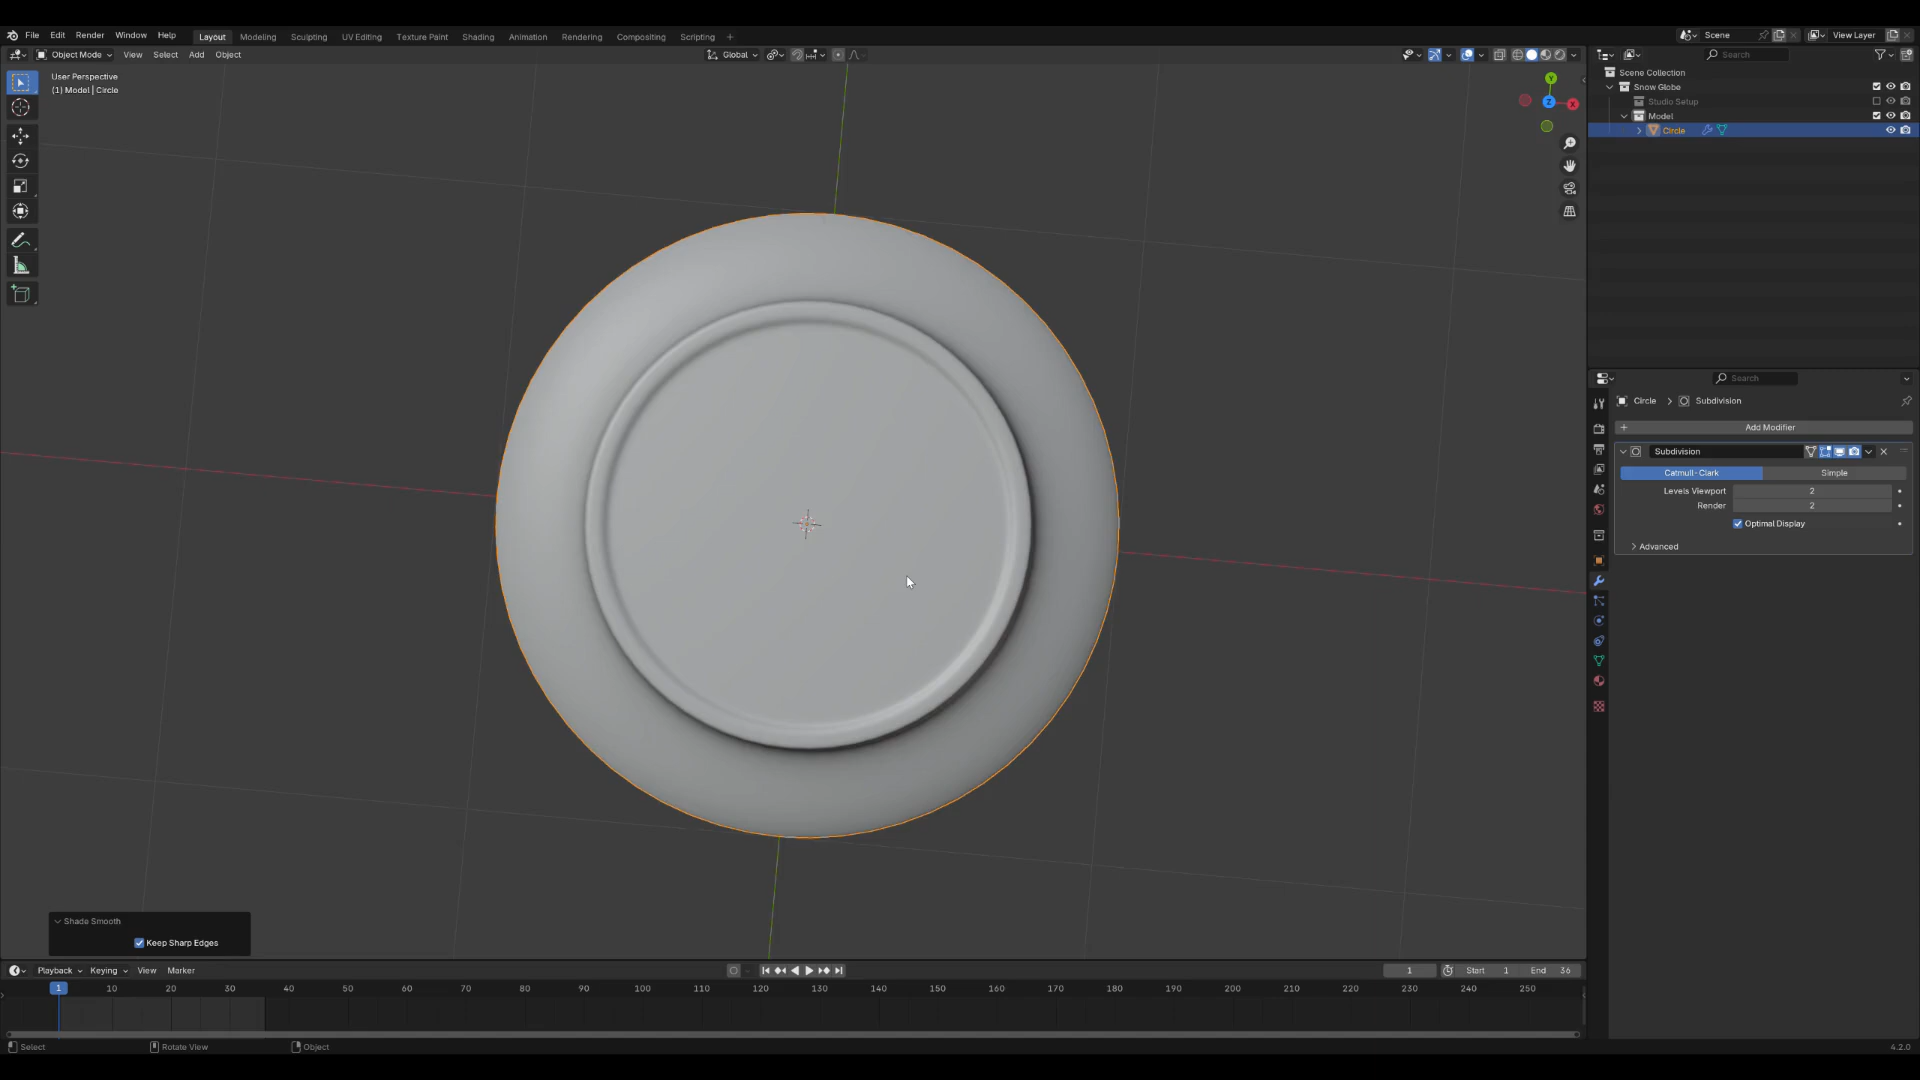 File Edit Render Window Help Layout Modeling Sculpting UV Editing Texture Paint Shading Animation Rendering Compositing Scripting + Scene View Layer
Object Mode View Select Add Object Global Search
User Perspective
(1) Model | Circle
Y
X
Z
Scene Collection
Snow Globe
Studio Setup
Model
Circle
Search
Circle > Subdivision
+ Add Modifier
Subdivision
Catmull-Clark Simple
Levels Viewport 2
Render 2
Optimal Display
Advanced
Shade Smooth
Keep Sharp Edges
Playback Keying View Marker 1 Start 1 End 36
1 10 20 30 40 50 60 70 80 90 100 110 120 130 140 150 160 170 180 190 200 210 220 230 240 250
Select Rotate View Object 4.2.0